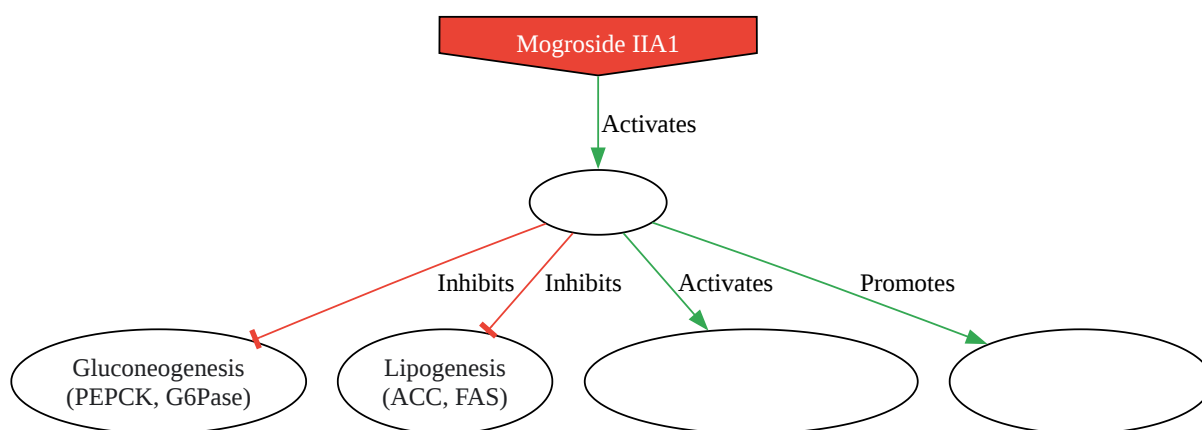 Mogroside IIA1
Activates
Inhibits
Inhibits
Activates
Promotes
Gluconeogenesis
(PEPCK, G6Pase)
Lipogenesis
(ACC, FAS)